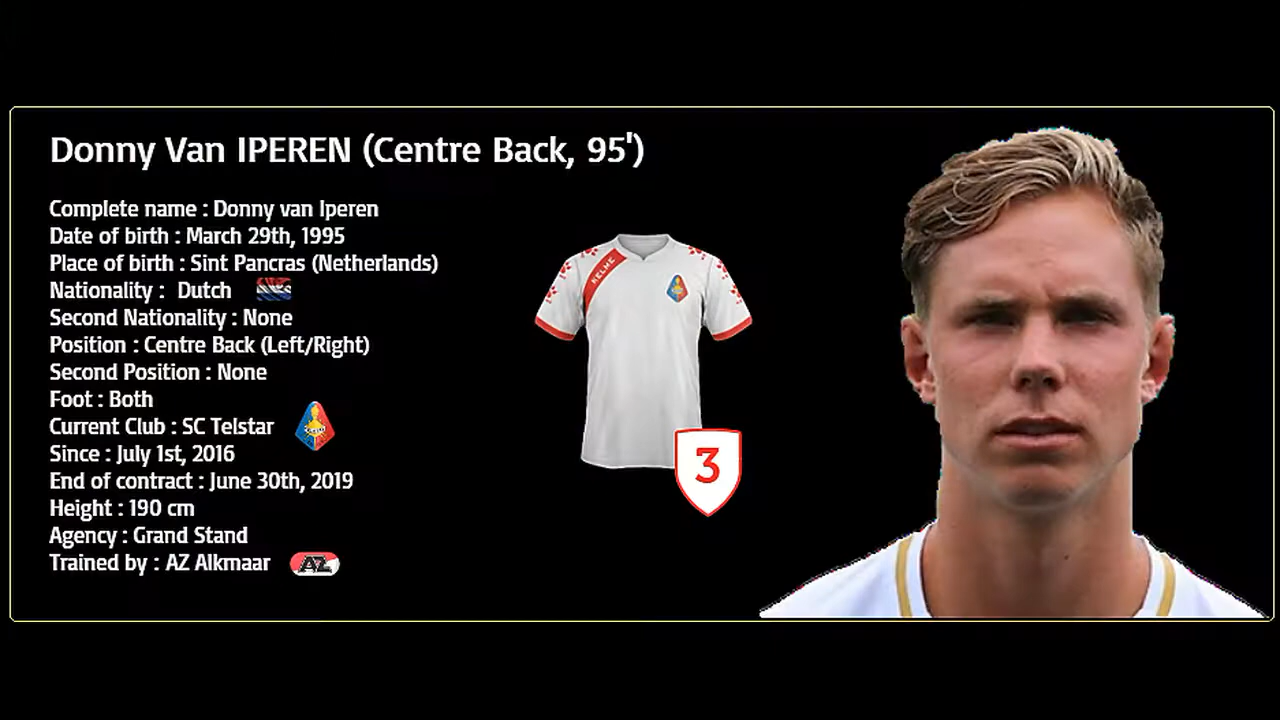 Donny Van IPEREN (Centre Back, 95')
Complete name : Donny van Iperen
Date of birth : March 29th, 1995
Place of birth : Sint Pancras (Netherlands)
Nationality : Dutch
Second Nationality : None
Position : Centre Back (Left/Right)
Second Position : None
Foot : Both
Current Club : SC Telstar
Since : July 1st, 2016
End of contract : June 30th, 2019
Height : 190 cm
Agency : Grand Stand
Trained by : AZ Alkmaar
AZ
KELME
3